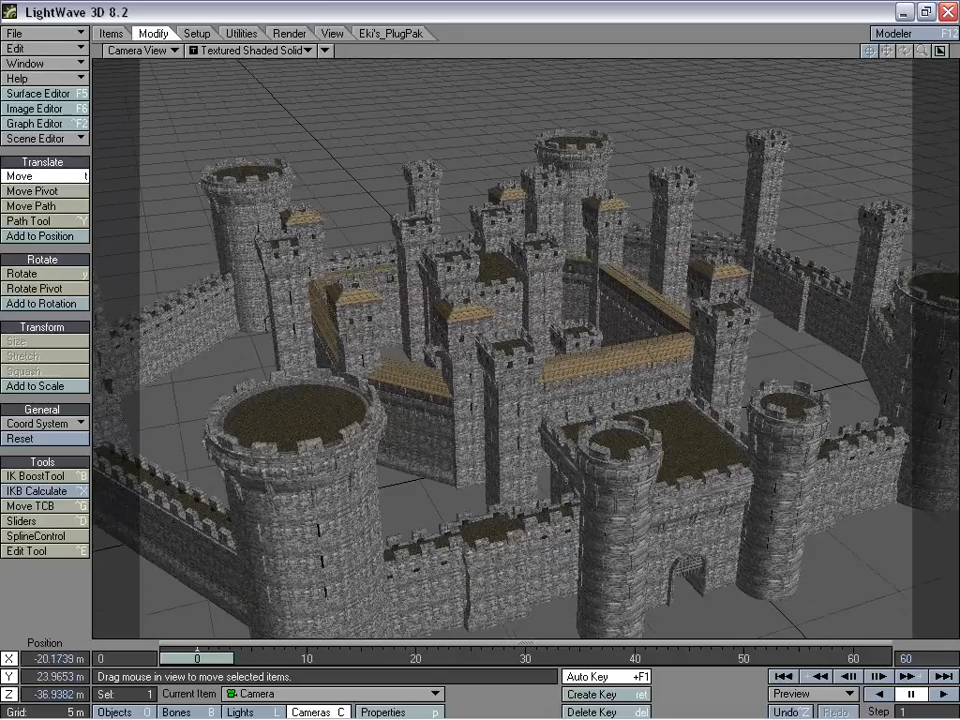 LightWave 3D 8.2
File Items Modify Setup Utilities Render View Eki's_PlugPak Modeler F12
Edit Camera View Textured Shaded Solid
Window
Help
Surface Editor F5
Image Editor F6
Graph Editor ^F2
Scene Editor
Translate
Move t
Move Pivot
Move Path
Path Tool ^Y
Add to Position
Rotate
Rotate y
Rotate Pivot
Add to Rotation
Transform
Size
Stretch
Squash
Add to Scale
General
Coord System
Reset
Tools
IK BoostTool ^B
IKB Calculate ^X
Move TCB ^G
Sliders ^D
SplineControl
Edit Tool ^E
Position
X -20.1739 m 0 0 10 20 30 40 50 60 60
Y 23.9653 m Drag mouse in view to move selected items. Auto Key +F1
Z -36.9382 m Sel: 1 Current Item Camera Create Key ret Preview
Grid: 5 m Objects O Bones B Lights L Cameras C Properties p Delete Key del Undo ^Z Redo Step 1